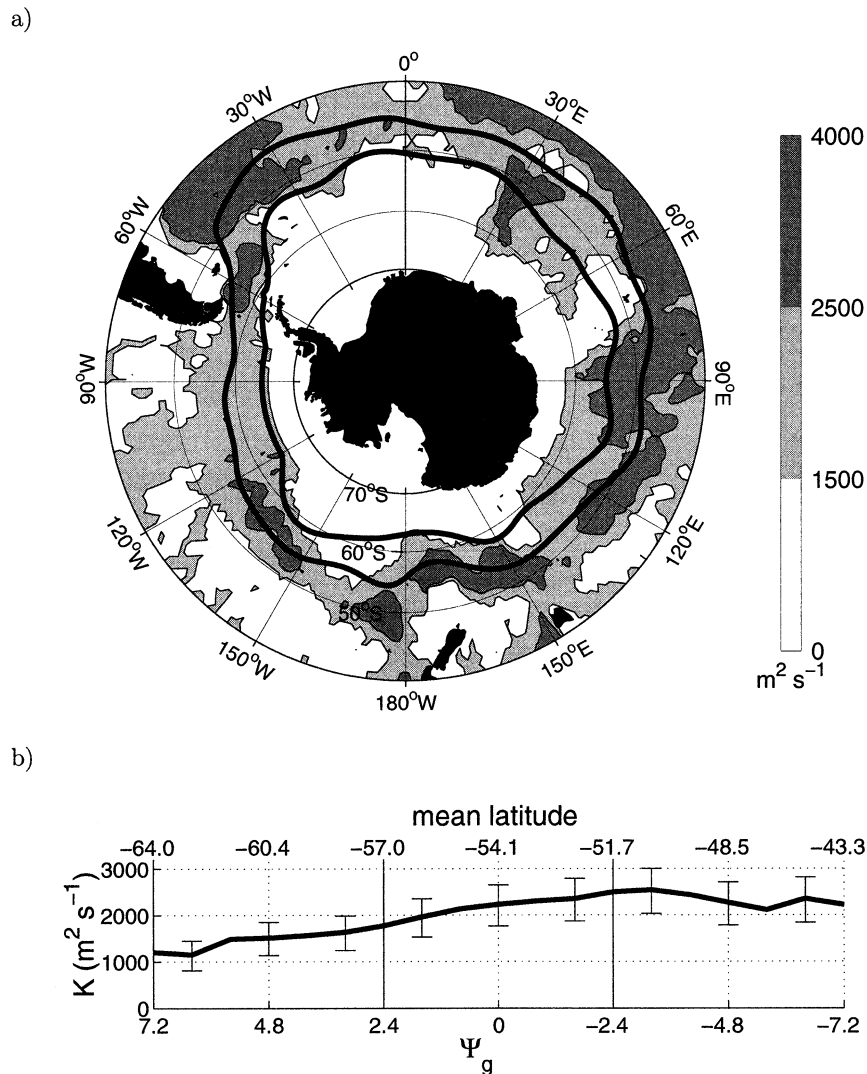 a)
0°
30°W
30°E
60°W
60°E
90°W
90°E
120°W
120°E
150°W
150°E
180°W
70°S
60°S
50°S
4000
2500
1500
0
m² s⁻¹
b)
mean latitude
−64.0 −60.4 −57.0 −54.1 −51.7 −48.5 −43.3
K (m² s⁻¹)
3000
2000
1000
0
7.2 4.8 2.4 0 −2.4 −4.8 −7.2
Ψg